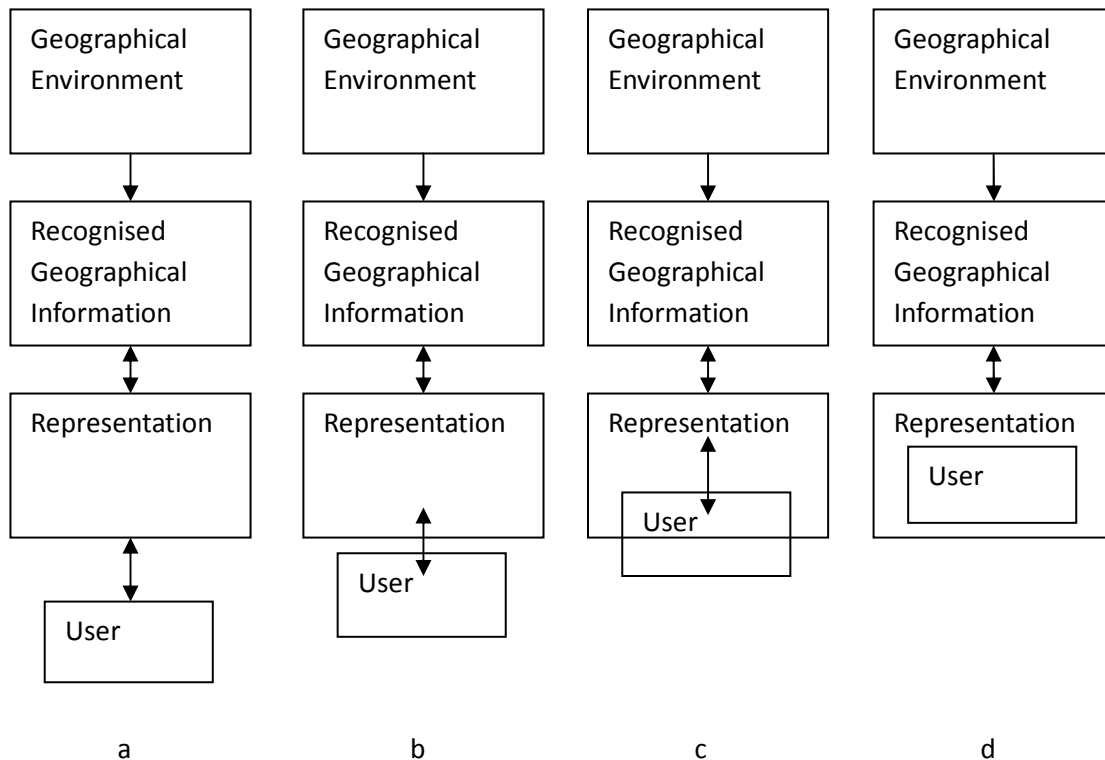 Geographical
Environment
Recognised
Geographical
Information
Representation
User
a
Geographical
Environment
Recognised
Geographical
Information
Representation
User
b
Geographical
Environment
Recognised
Geographical
Information
Representation
User
c
Geographical
Environment
Recognised
Geographical
Information
Representation
User
d